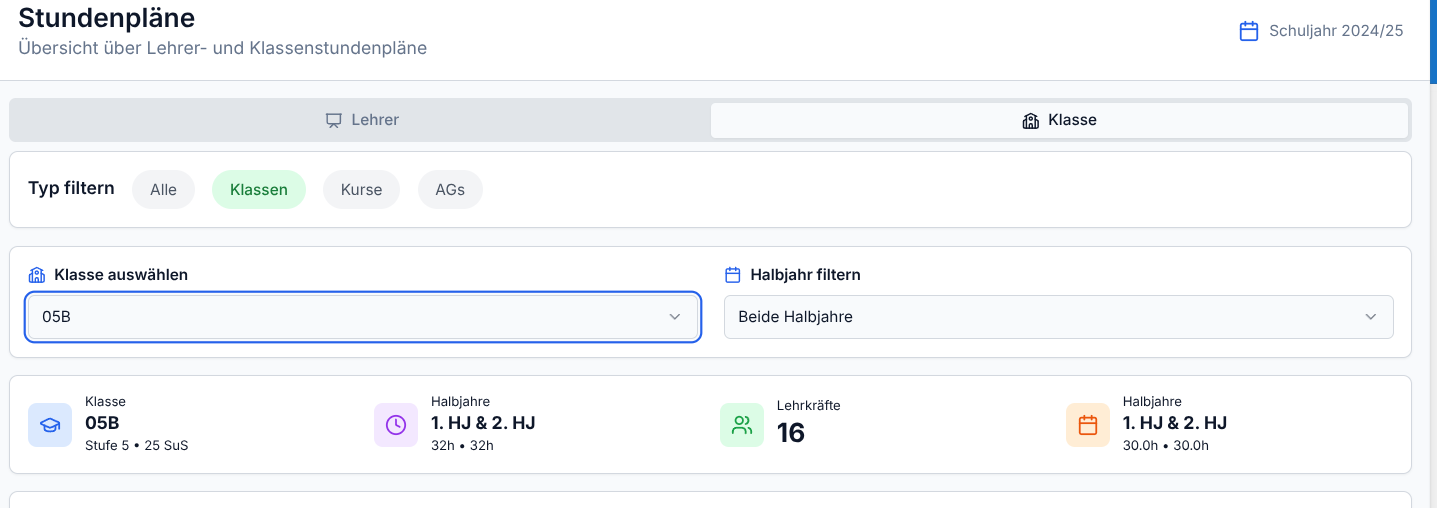 Stundenpläne
Übersicht über Lehrer- und Klassenstundenpläne
Schuljahr 2024/25
Lehrer
Klasse
Typ filtern
Alle
Klassen
Kurse
AGs
Klasse auswählen
05B
Halbjahr filtern
Beide Halbjahre
Klasse
05B
Stufe 5 • 25 SuS
Halbjahre
1. HJ & 2. HJ
32h • 32h
Lehrkräfte
16
Halbjahre
1. HJ & 2. HJ
30.0h • 30.0h